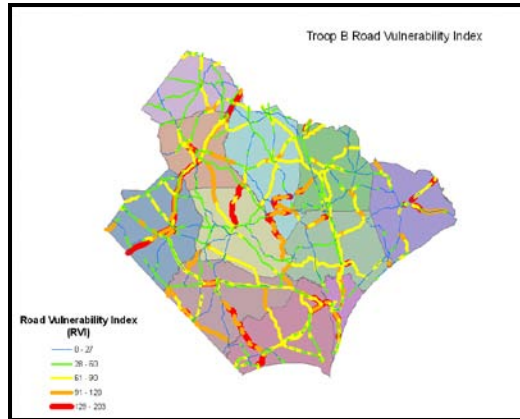 Troop B Road Vulnerability Index
Road Vulnerability Index
(RVI)
0 - 27
28 - 60
61 - 90
91 - 120
129 - 203